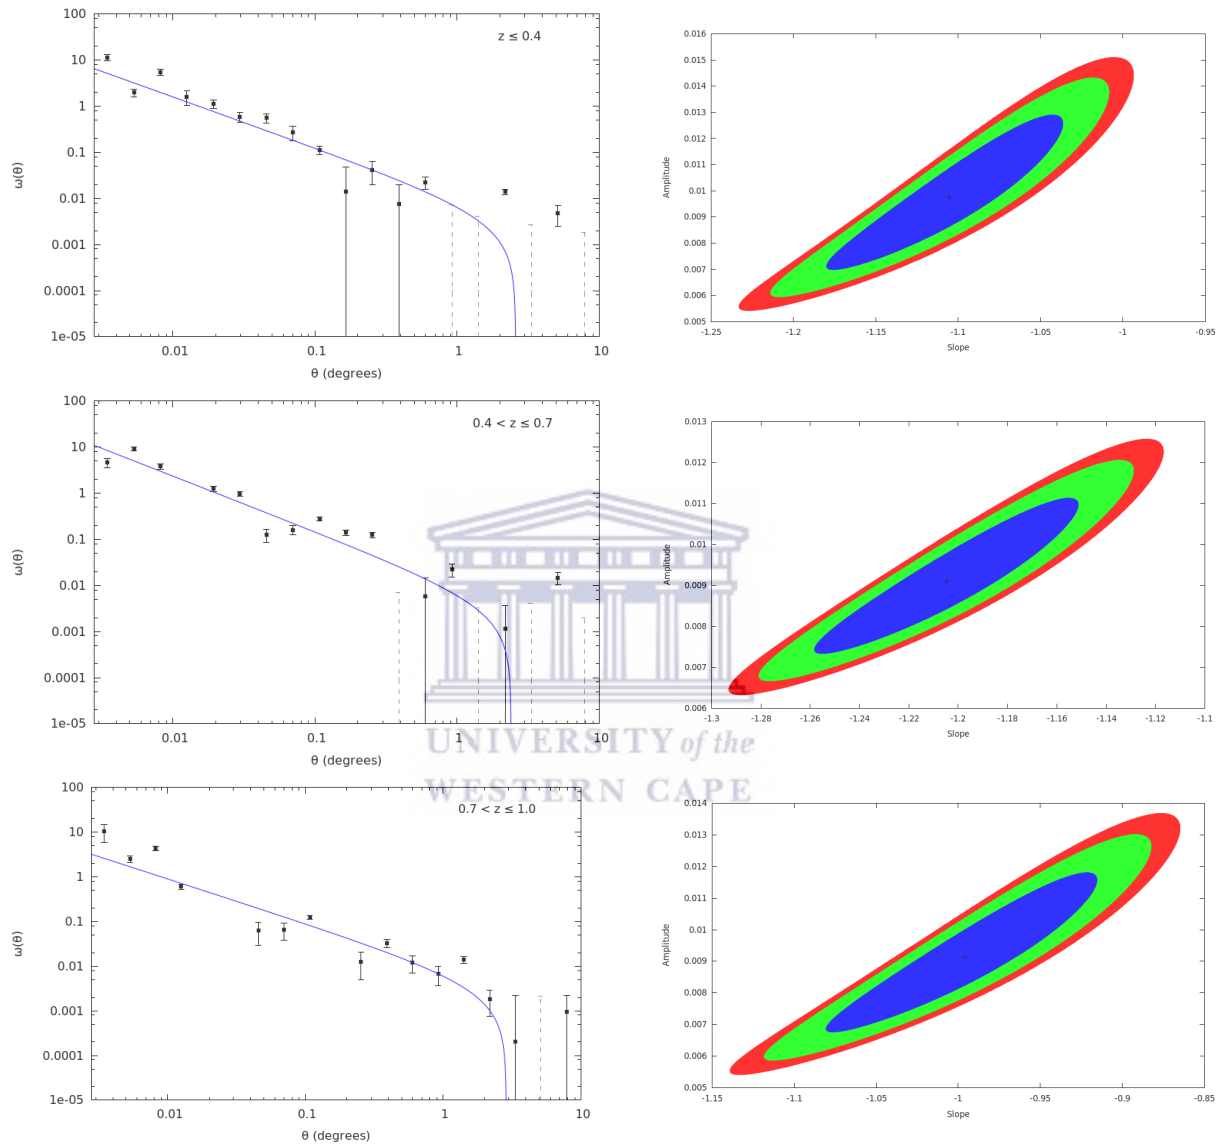 100
10
1
0.1
0.01
0.001
0.0001
1e-05
ω(θ)
z ≤ 0.4
0.01 0.1 1 10
θ (degrees)
0.016
0.015
0.014
0.013
0.012
0.011
0.01
0.009
0.008
0.007
0.006
0.005
Amplitude
-1.25 -1.2 -1.15 -1.1 -1.05 -1 -0.95
Slope
100
10
1
0.1
0.01
0.001
0.0001
1e-05
ω(θ)
0.4 < z ≤ 0.7
0.01 0.1 1 10
θ (degrees)
0.013
0.012
0.011
0.01
0.009
0.008
0.007
0.006
Amplitude
-1.3 -1.28 -1.26 -1.24 -1.22 -1.2 -1.18 -1.16 -1.14 -1.12 -1.1
Slope
UNIVERSITY of the
WESTERN CAPE
100
10
1
0.1
0.01
0.001
0.0001
1e-05
ω(θ)
0.7 < z ≤ 1.0
0.01 0.1 1 10
θ (degrees)
0.014
0.013
0.012
0.011
0.01
0.009
0.008
0.007
0.006
0.005
Amplitude
-1.15 -1.1 -1.05 -1 -0.95 -0.9 -0.85
Slope